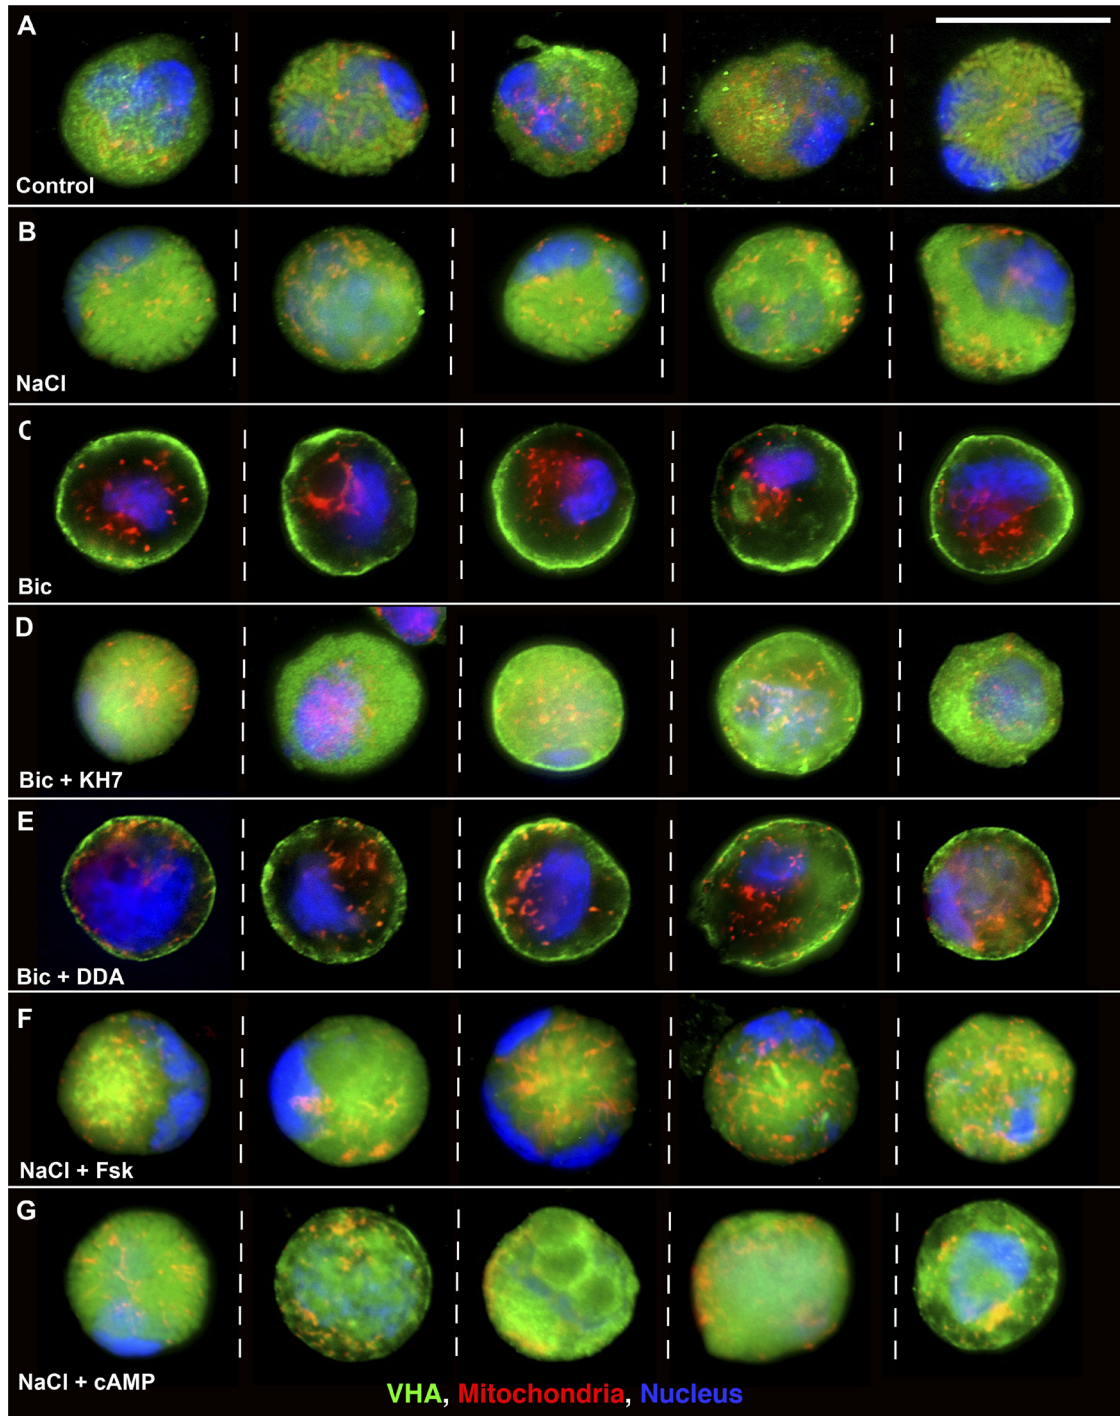 A
Control
B
NaCl
C
Bic
D
Bic + KH7
E
Bic + DDA
F
NaCl + Fsk
G
NaCl + cAMP
VHA, Mitochondria, Nucleus